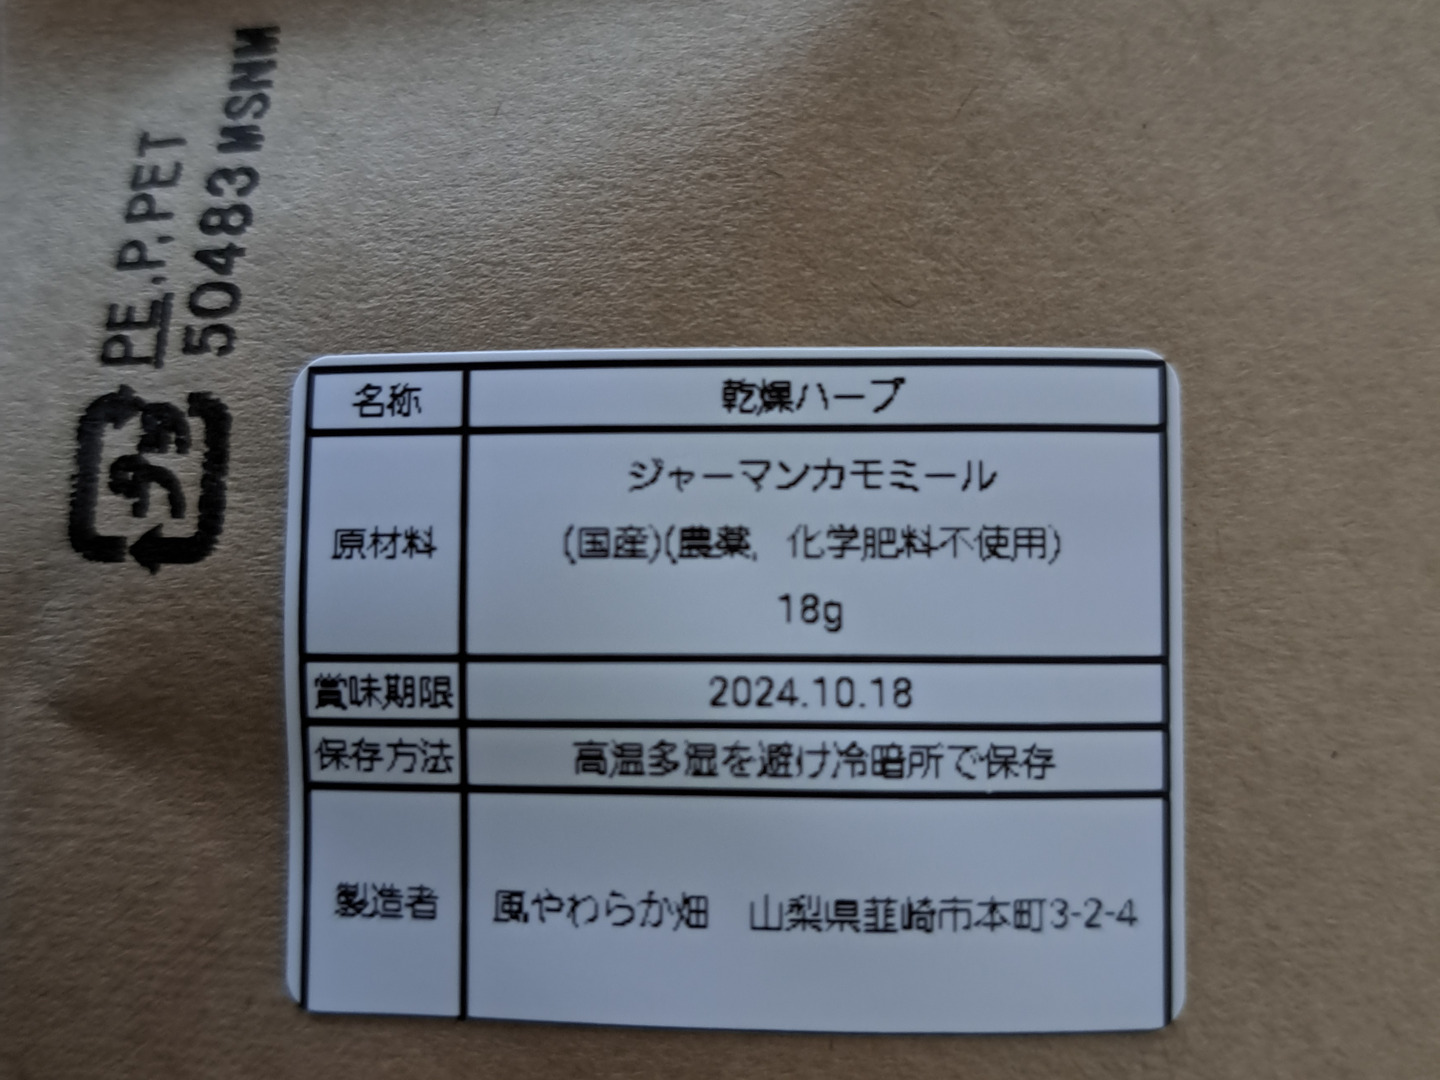 プラ
PE,P,PET
50483 MSNM
名称 乾燥ハーブ
原材料
ジャーマンカモミール
(国産)(農薬,　化学肥料不使用)
18g
賞味期限 2024.10.18
保存方法 高温多湿を避け冷暗所で保存
製造者 風やわらか畑　山梨県韮崎市本町3-2-4